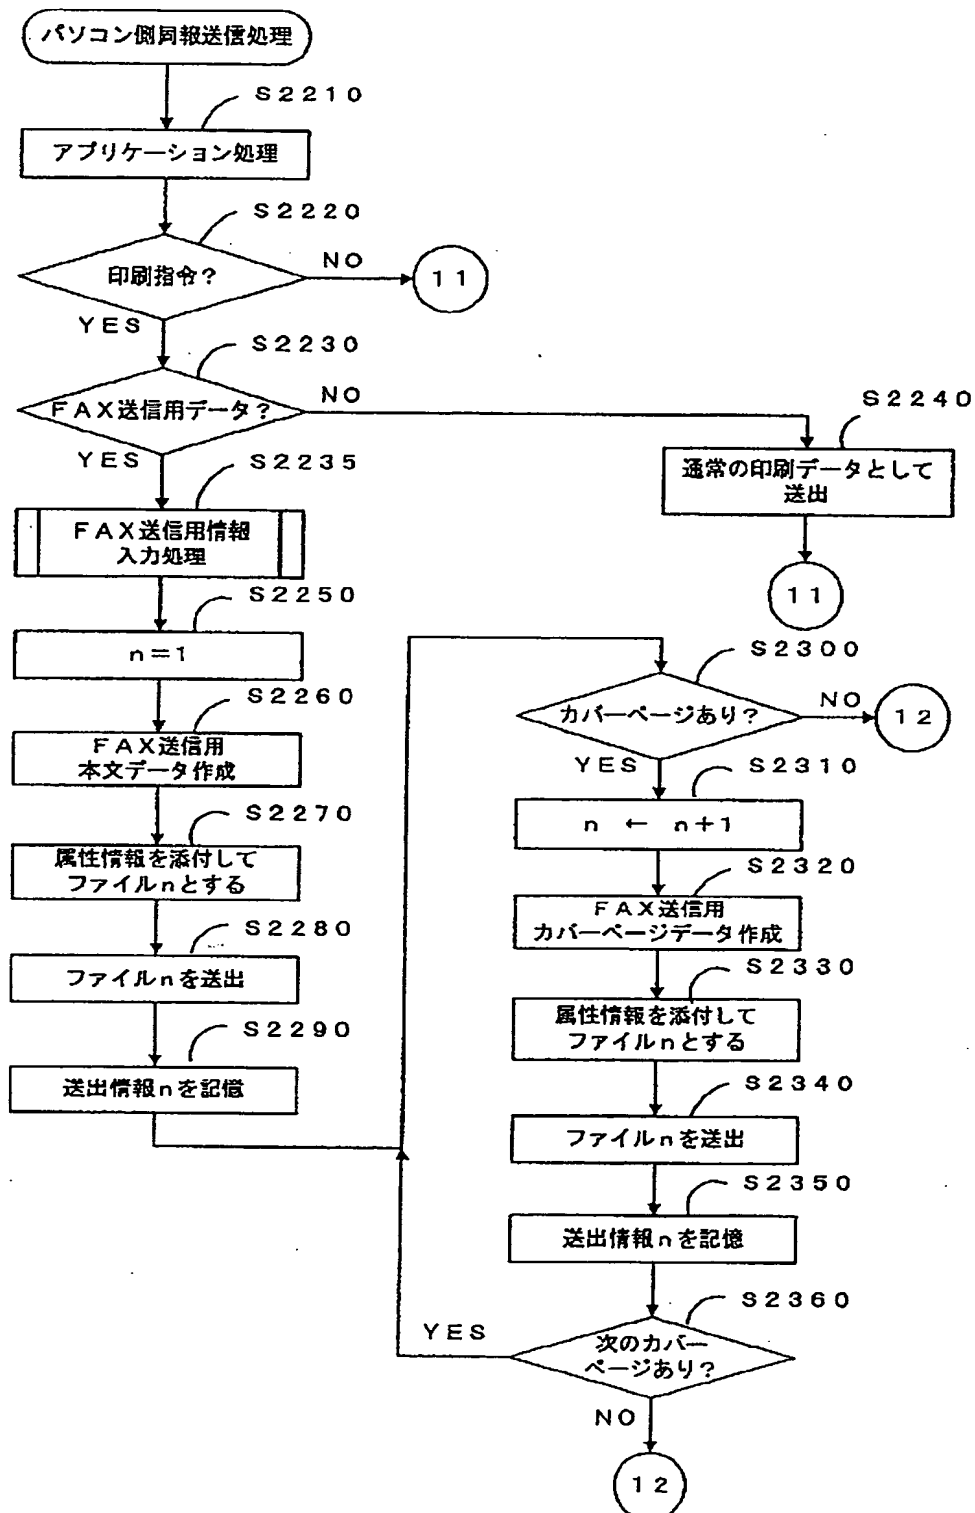 パソコン側同報送信処理
S2210
アプリケーション処理
S2220
印刷指令?
NO
11
YES
S2230
FAX送信用データ?
NO
YES
S2240
通常の印刷データとして
送出
11
S2235
FAX送信用情報
入力処理
S2250
n=1
S2260
FAX送信用
本文データ作成
S2270
属性情報を添付して
ファイルnとする
S2280
ファイルnを送出
S2290
送出情報nを記憶
S2300
カバーページあり?
NO
12
YES
S2310
n ← n+1
S2320
FAX送信用
カバーページデータ作成
S2330
属性情報を添付して
ファイルnとする
S2340
ファイルnを送出
S2350
送出情報nを記憶
S2360
次のカバー
ページあり?
YES
NO
12